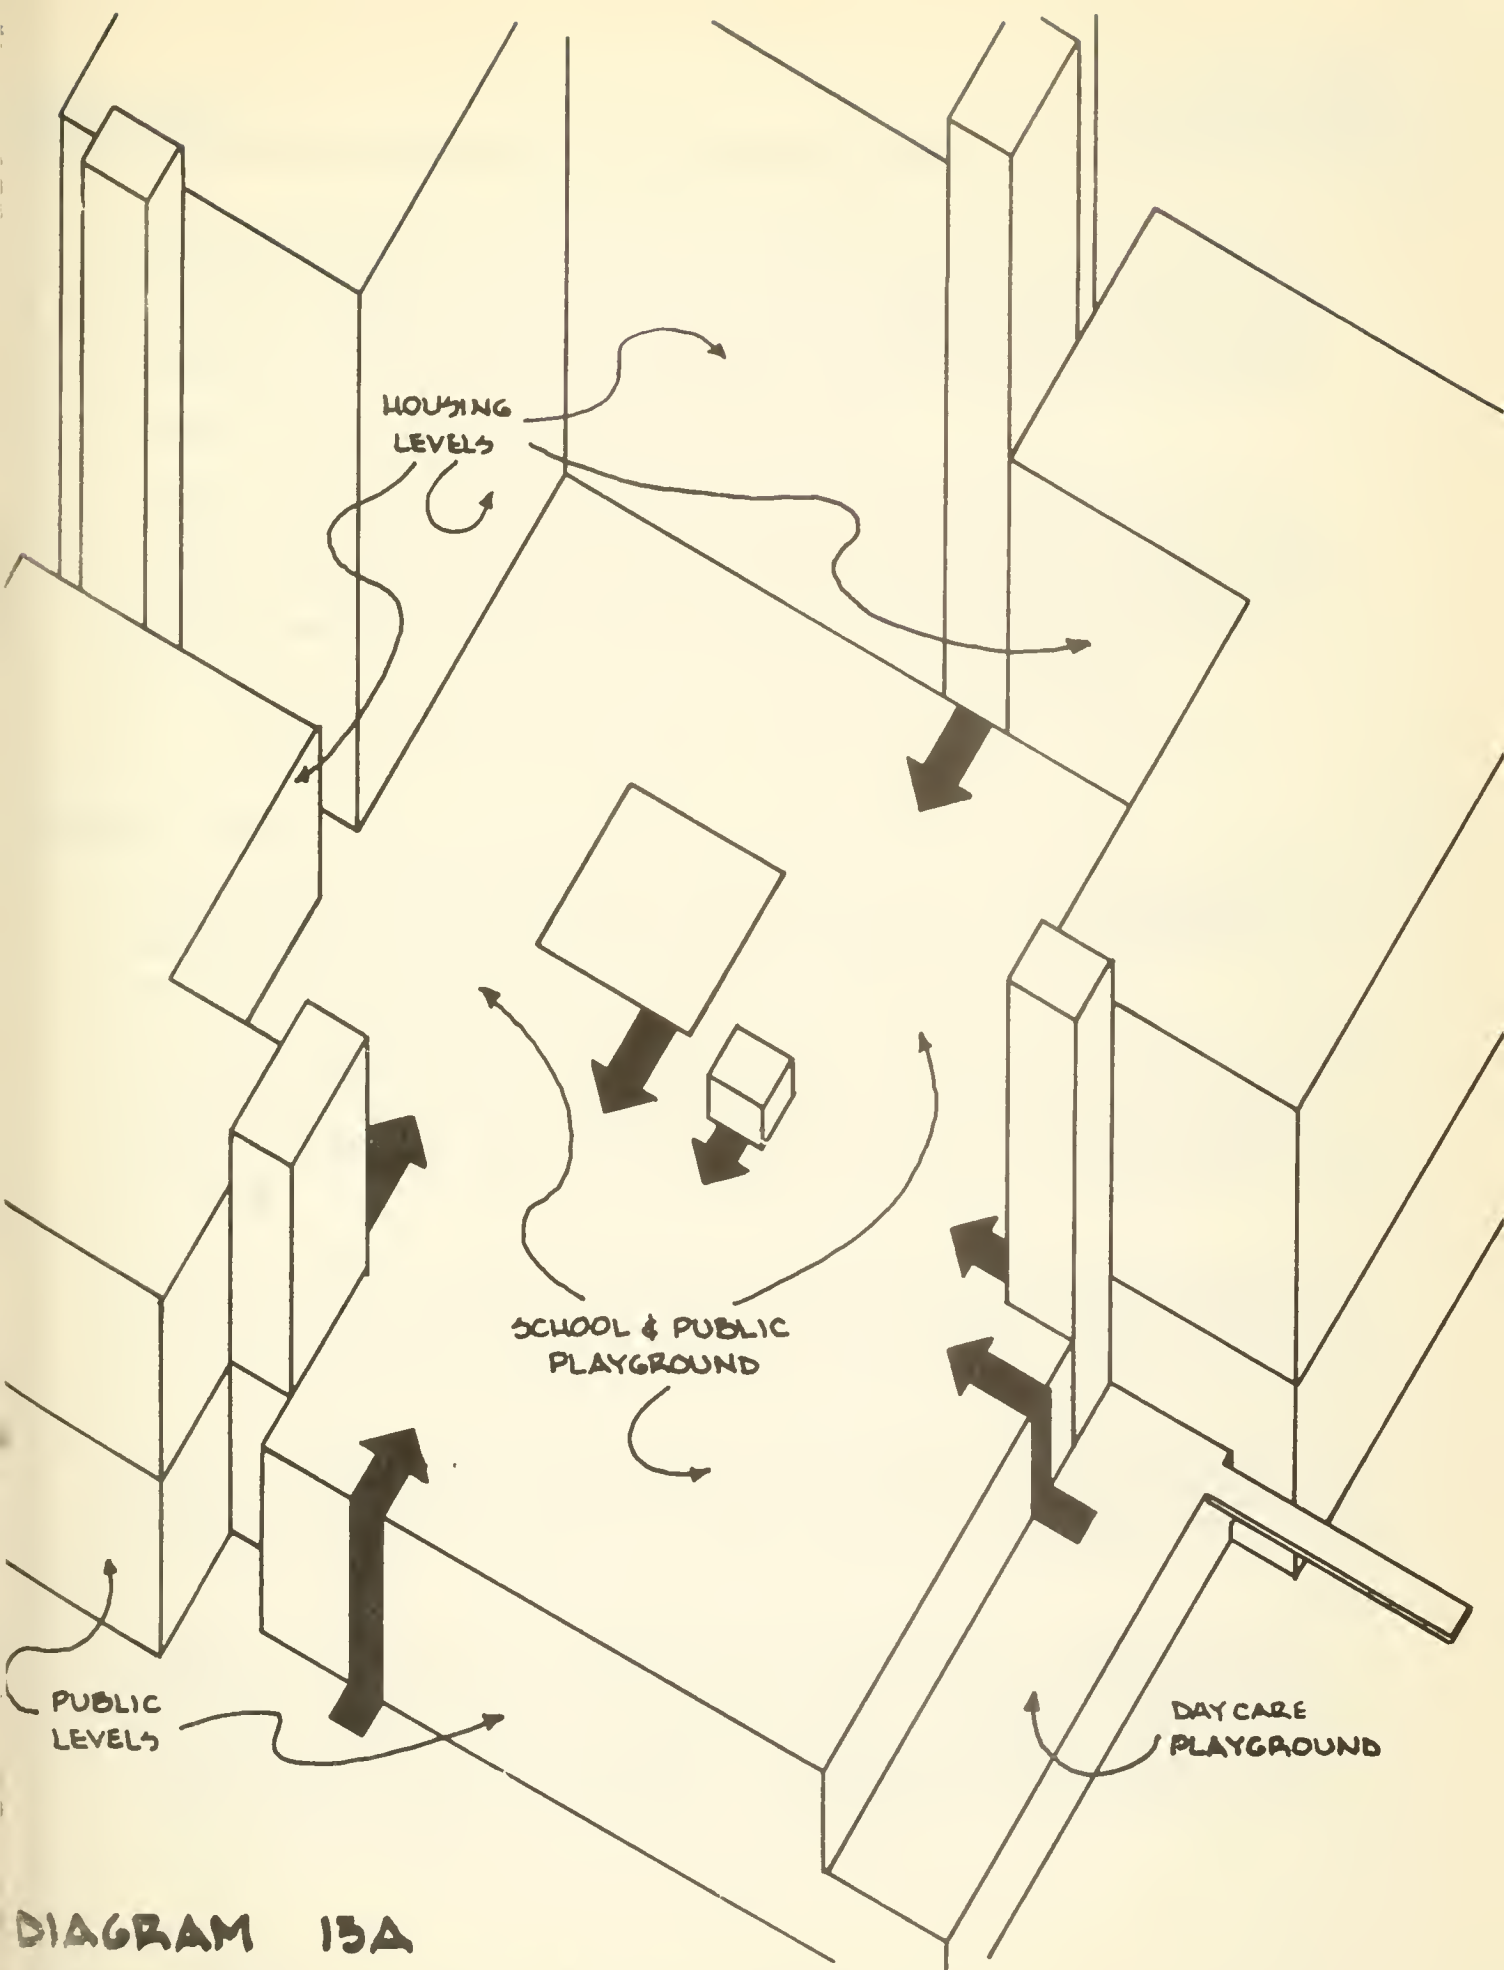 HOUSING
LEVELS
SCHOOL & PUBLIC
PLAYGROUND
PUBLIC
LEVELS
DAY CARE
PLAYGROUND
DIAGRAM 13A